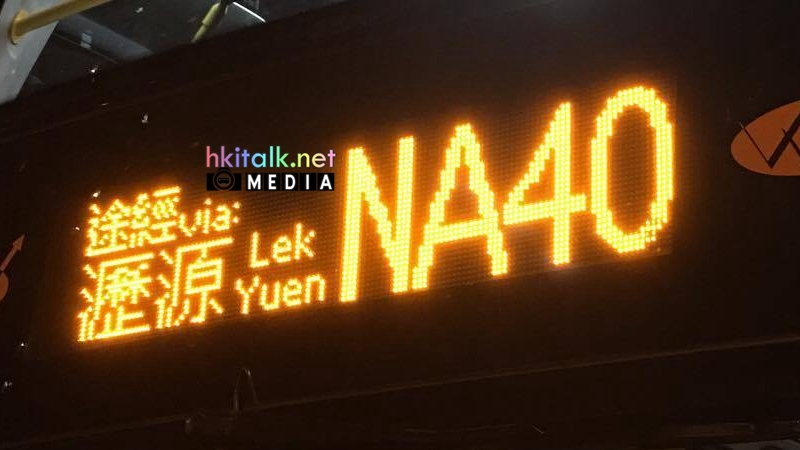 hkitalk.net
MEDIA
途經via:
瀝源 Lek Yuen
NA40